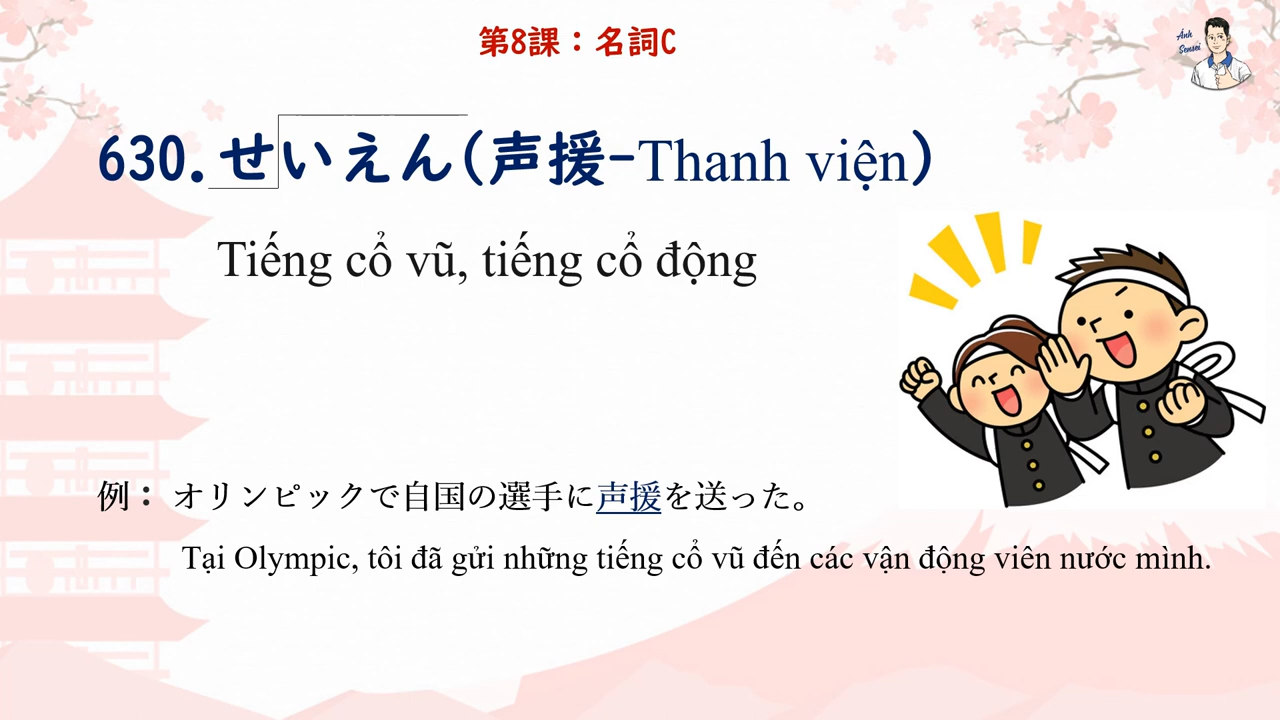 第8課：名詞C
Ánh
Sensei
630.せいえん(声援-Thanh viện)
Tiếng cổ vũ, tiếng cổ động
例： オリンピックで自国の選手に声援を送った。
Tại Olympic, tôi đã gửi những tiếng cổ vũ đến các vận động viên nước mình.